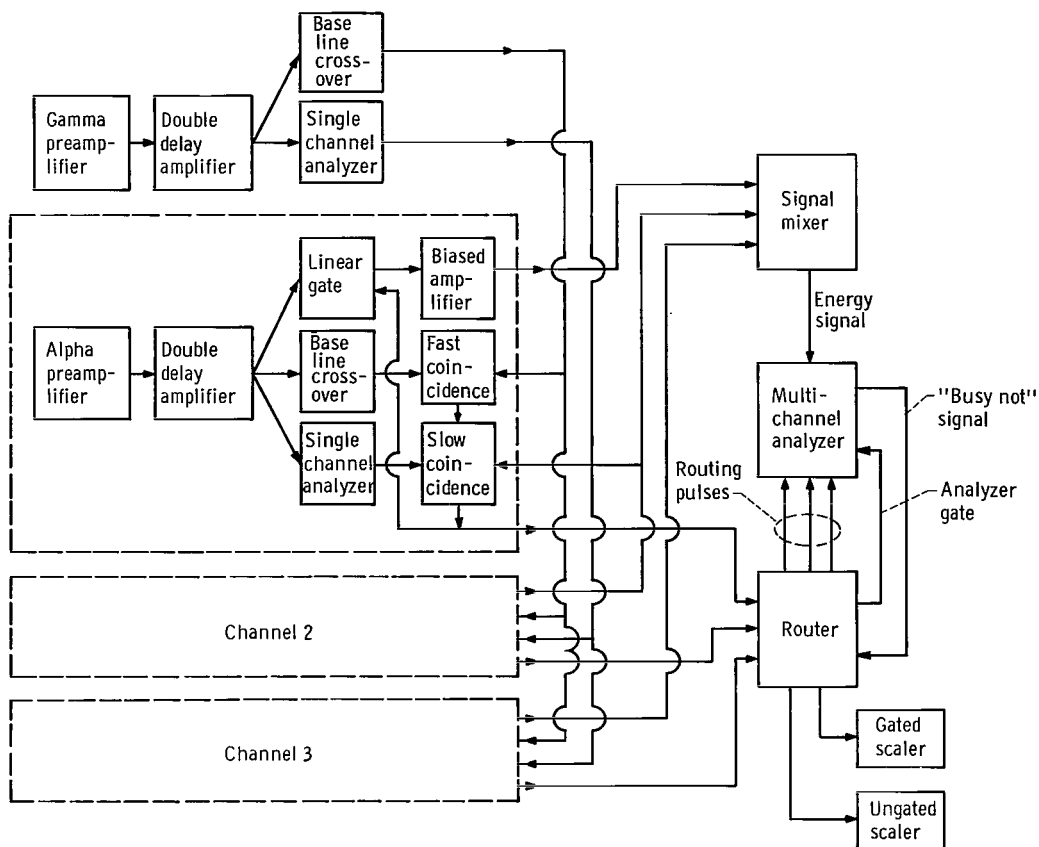 Base
line
cross-
over
Gamma
preamp-
lifier
Double
delay
amplifier
Single
channel
analyzer
Signal
mixer
Linear
gate
Biased
amp-
lifier
Energy
signal
Alpha
preamp-
lifier
Double
delay
amplifier
Base
line
cross-
over
Fast
coin-
cidence
Multi-
channel
analyzer
"Busy not"
signal
Single
channel
analyzer
Slow
coin-
cidence
Routing
pulses
Analyzer
gate
Channel 2
Router
Channel 3
Gated
scaler
Ungated
scaler